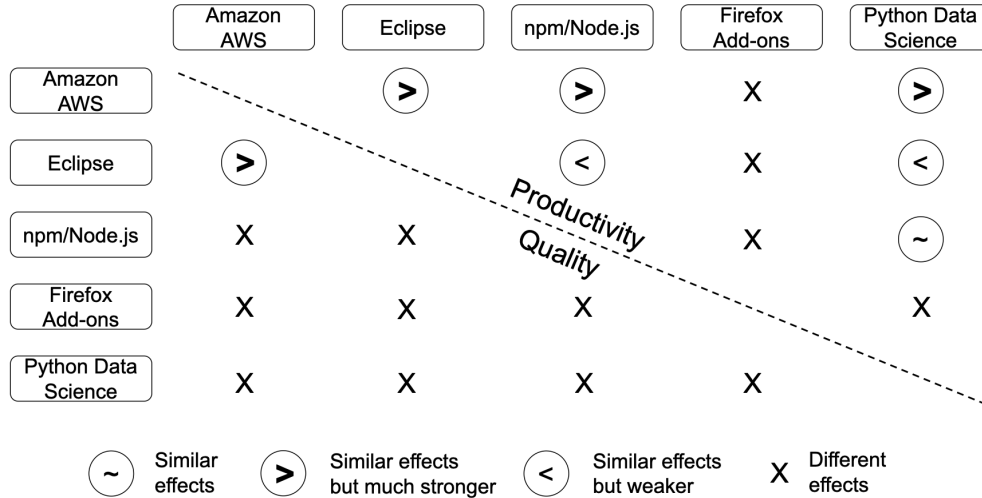 Amazon
AWS
Eclipse
npm/Node.js
Firefox
Add-ons
Python Data
Science
Amazon
AWS
>
>
X
>
Eclipse
>
<
X
<
Productivity
npm/Node.js
X
X
X
~
Quality
Firefox
Add-ons
X
X
X
X
Python Data
Science
X
X
X
X
~
Similar
effects
>
Similar effects
but much stronger
<
Similar effects
but weaker
X
Different
effects